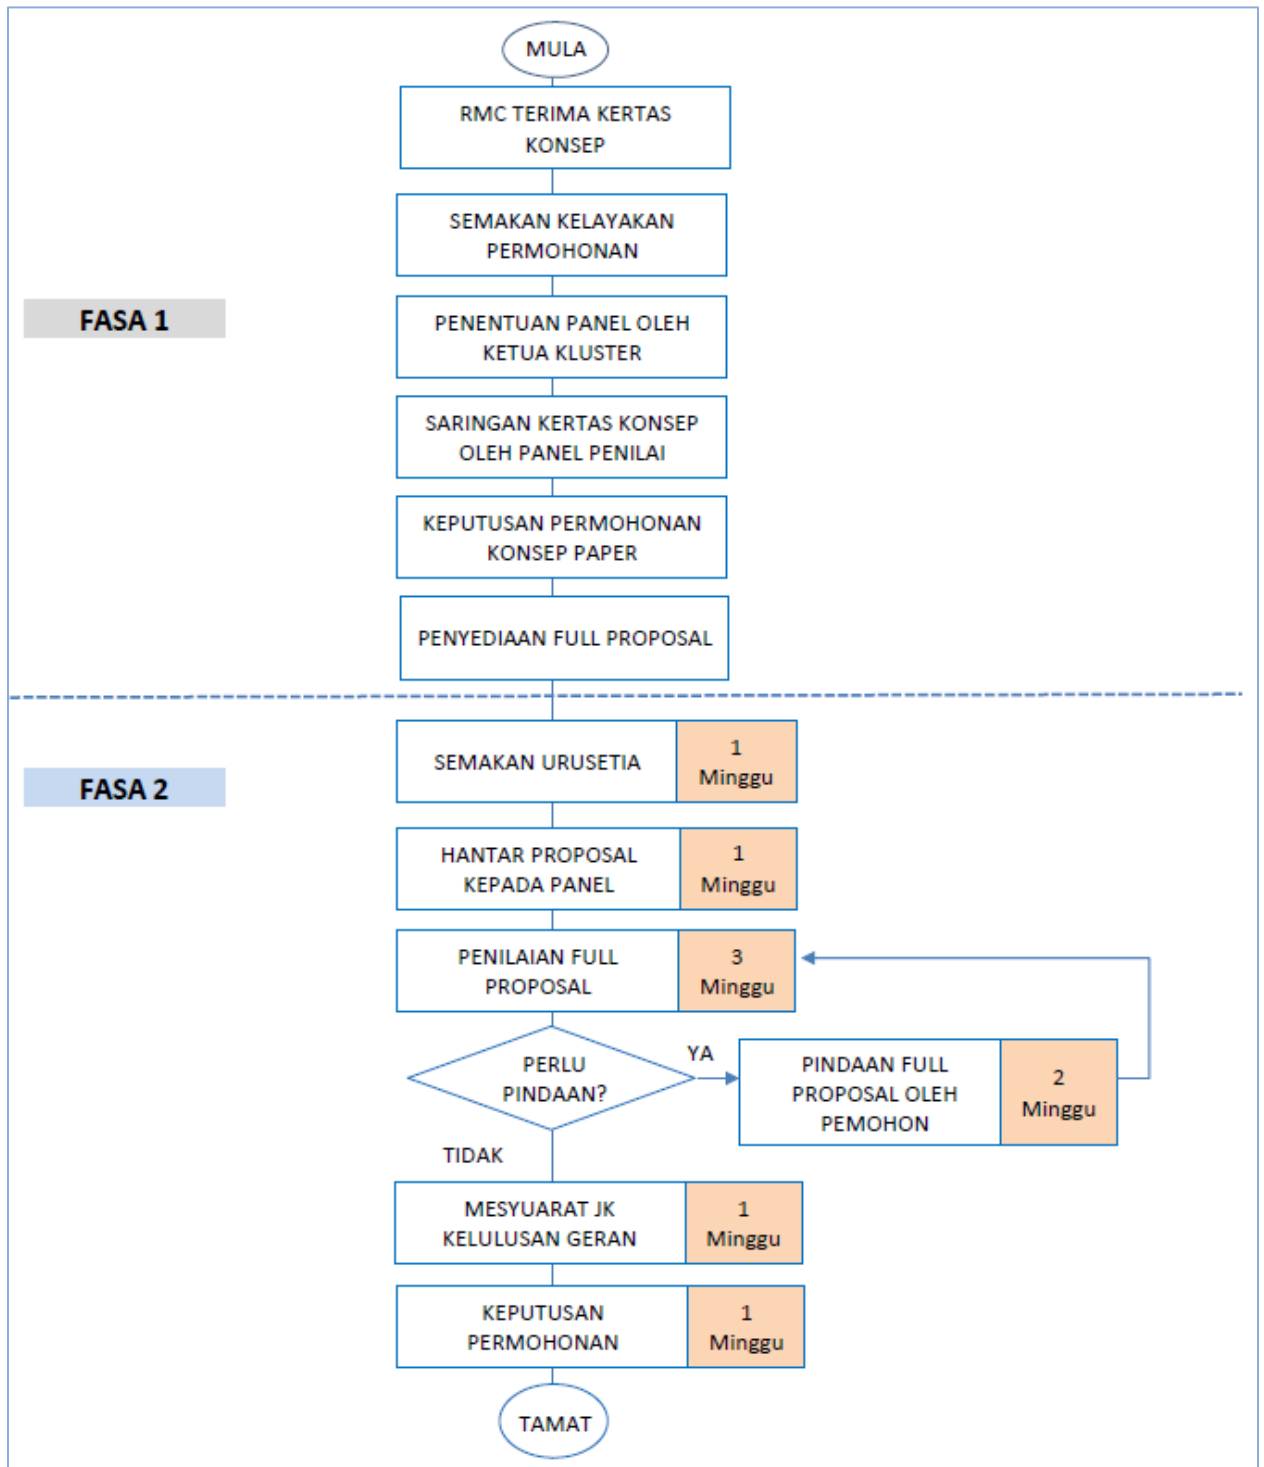 MULA
RMC TERIMA KERTAS
KONSEP
SEMAKAN KELAYAKAN
PERMOHONAN
FASA 1
PENENTUAN PANEL OLEH
KETUA KLUSTER
SARINGAN KERTAS KONSEP
OLEH PANEL PENILAI
KEPUTUSAN PERMOHONAN
KONSEP PAPER
PENYEDIAAN FULL PROPOSAL
FASA 2
SEMAKAN URUSETIA
1
Minggu
HANTAR PROPOSAL
KEPADA PANEL
1
Minggu
PENILAIAN FULL
PROPOSAL
3
Minggu
PERLU
PINDAAN?
YA
PINDAAN FULL
PROPOSAL OLEH
PEMOHON
2
Minggu
TIDAK
MESYUARAT JK
KELULUSAN GERAN
1
Minggu
KEPUTUSAN
PERMOHONAN
1
Minggu
TAMAT